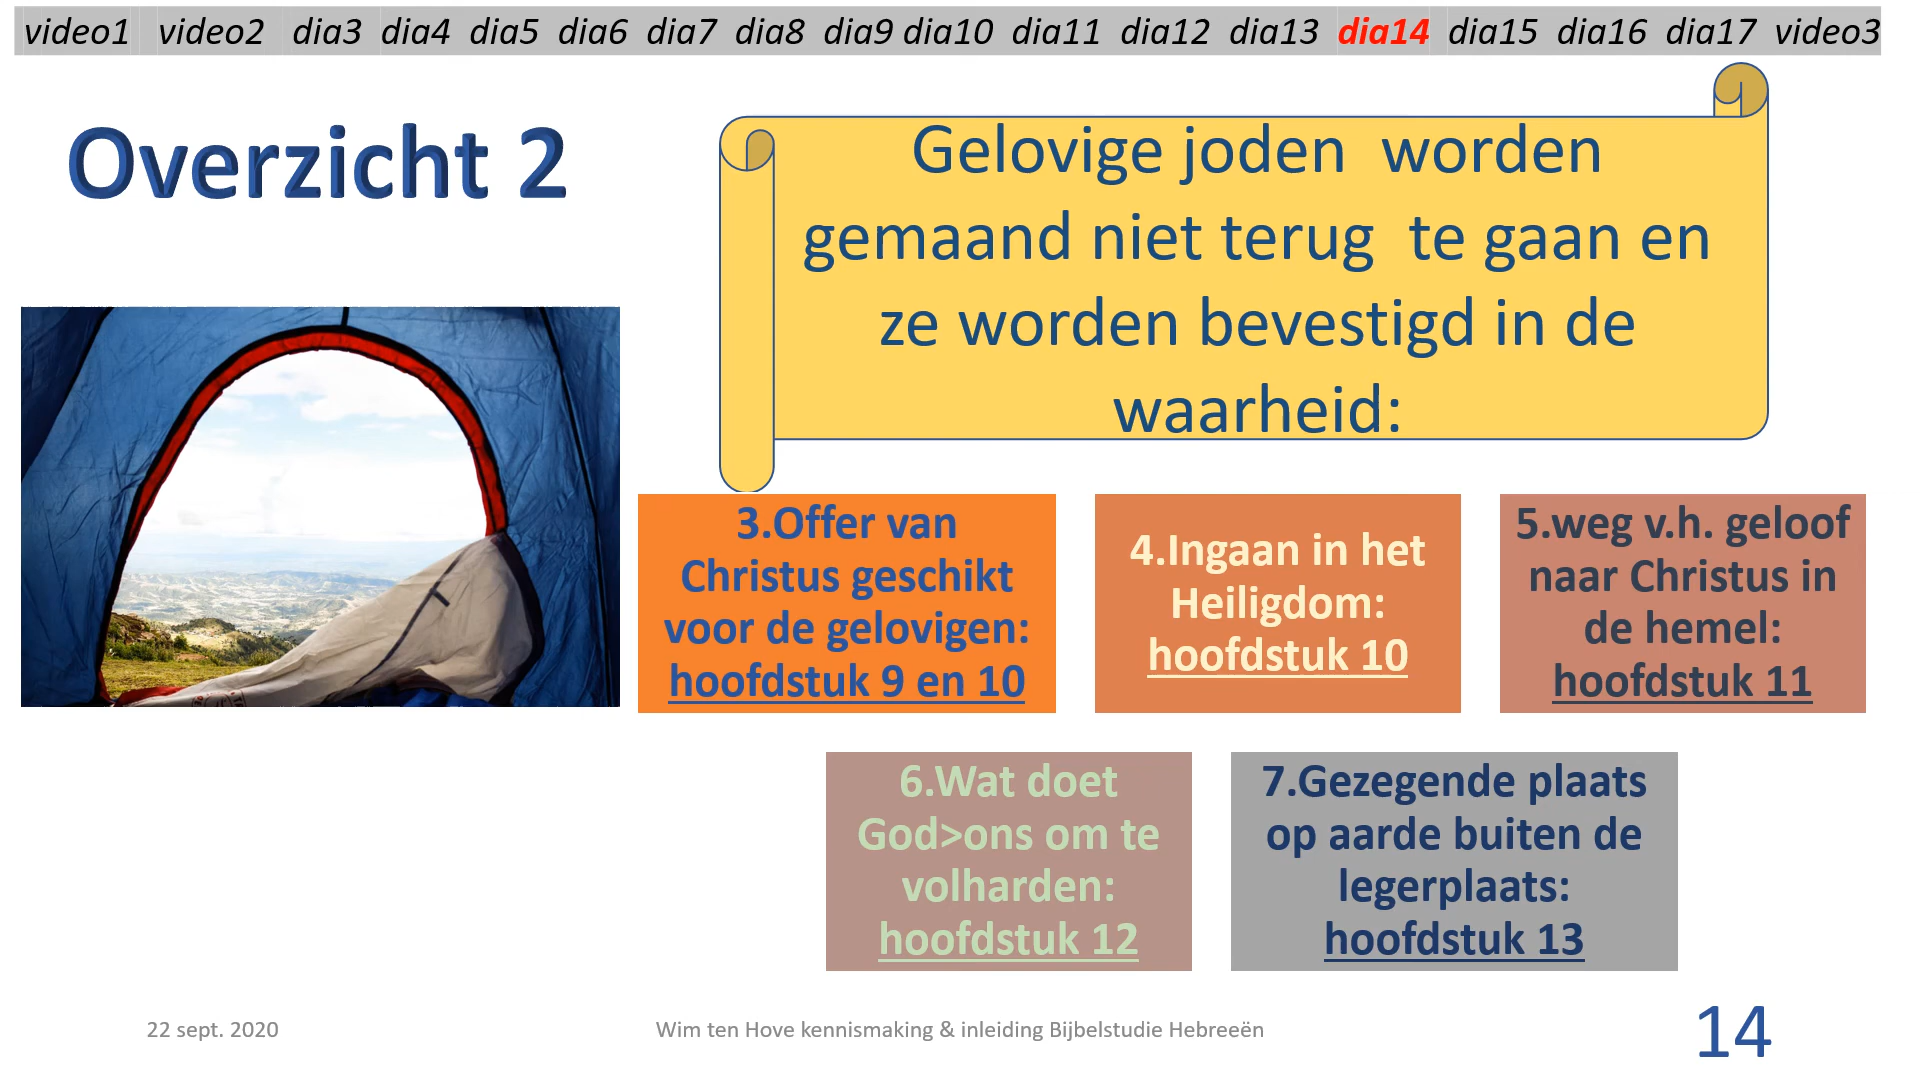 video1 video2 dia3 dia4 dia5 dia6 dia7 dia8 dia9 dia10 dia11 dia12 dia13 dia14 dia15 dia16 dia17 video3
Overzicht 2
Gelovige joden worden
gemaand niet terug te gaan en
ze worden bevestigd in de
waarheid:
3.Offer van
Christus geschikt
voor de gelovigen:
hoofdstuk 9 en 10
4.Ingaan in het
Heiligdom:
hoofdstuk 10
5.weg v.h. geloof
naar Christus in
de hemel:
hoofdstuk 11
6.Wat doet
God>ons om te
volharden:
hoofdstuk 12
7.Gezegende plaats
op aarde buiten de
legerplaats:
hoofdstuk 13
22 sept. 2020
Wim ten Hove kennismaking & inleiding Bijbelstudie Hebreeën
14